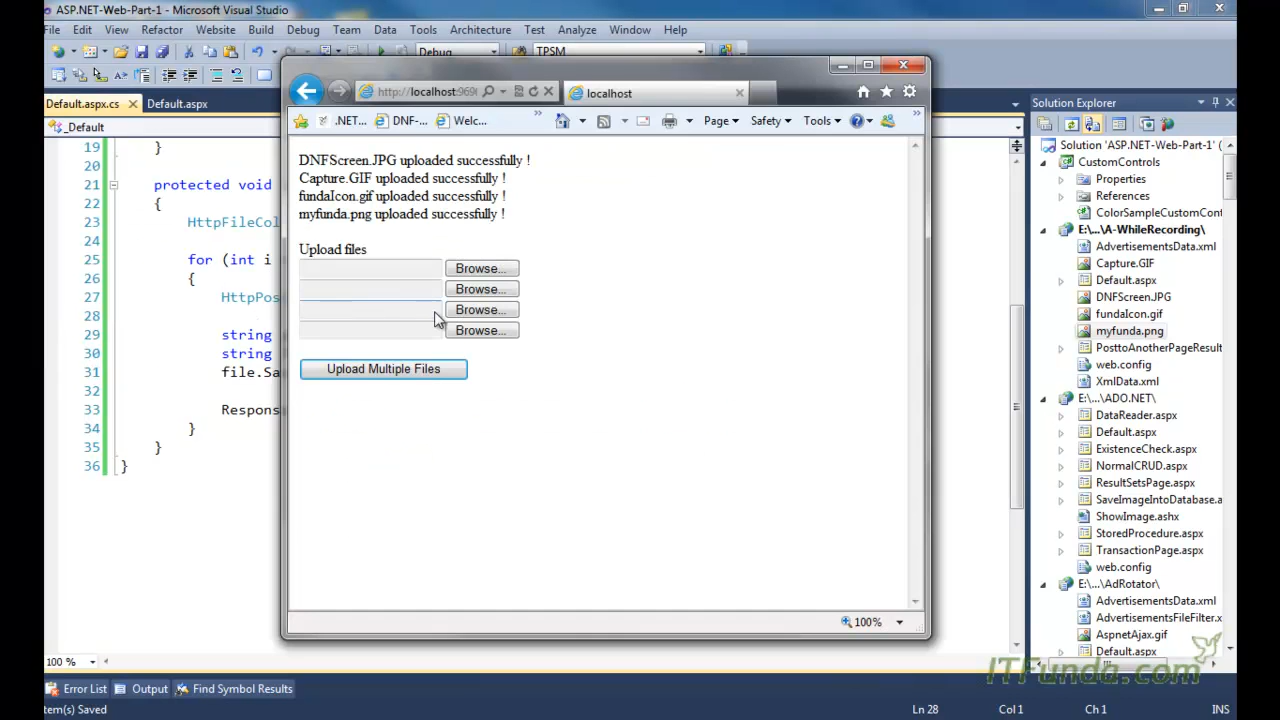 ASP.NET-Web-Part-1 - Microsoft Visual Studio
File Edit View Refactor Website Build Debug Team Data Tools Architecture Test Analyze Window Help
Debug TPSM
Default.aspx.cs Default.aspx
_Default
19 }
20
21 protected void
22 {
23 HttpFileCol
24
25 for (int i
26 {
27 HttpPos
28
29 string
30 string
31 file.Sa
32
33 Respons
34 }
35 }
36 }
http://localhost:969
localhost
.NET... DNF-... Welc... Page Safety Tools
DNFScreen.JPG uploaded successfully !
Capture.GIF uploaded successfully !
fundaIcon.gif uploaded successfully !
myfunda.png uploaded successfully !
Upload files
Browse...
Browse...
Browse...
Browse...
Upload Multiple Files
100%
Solution Explorer
Solution 'ASP.NET-Web-Part-1'
CustomControls
Properties
References
ColorSampleCustomCont
E:\...\A-WhileRecording\
AdvertisementsData.xml
Capture.GIF
Default.aspx
DNFScreen.JPG
fundaIcon.gif
myfunda.png
PosttoAnotherPageResult
web.config
XmlData.xml
E:\...\ADO.NET\
DataReader.aspx
Default.aspx
ExistenceCheck.aspx
NormalCRUD.aspx
ResultSetsPage.aspx
SaveImageIntoDatabase.a
ShowImage.ashx
StoredProcedure.aspx
TransactionPage.aspx
web.config
E:\...\AdRotator\
AdvertisementsData.xml
AdvertisementsFileFilter.x
AspnetAjax.gif
Default.aspx
100 %
ITFunda.com
Error List Output Find Symbol Results
tem(s) Saved Ln 28 Col 1 Ch 1 INS